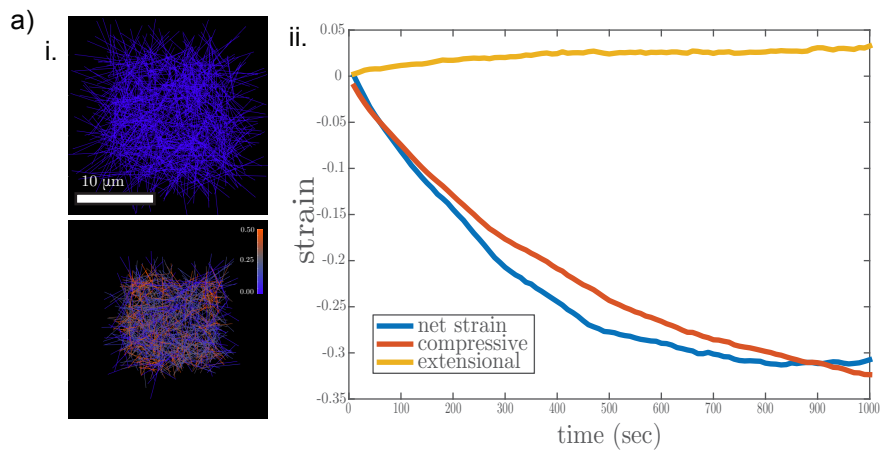 a)
i.
10 μm
0.50
0.25
0.00
ii.
0.05
0
-0.05
-0.1
-0.15
-0.2
-0.25
-0.3
-0.35
strain
net strain
compressive
extensional
0 100 200 300 400 500 600 700 800 900 1000
time (sec)